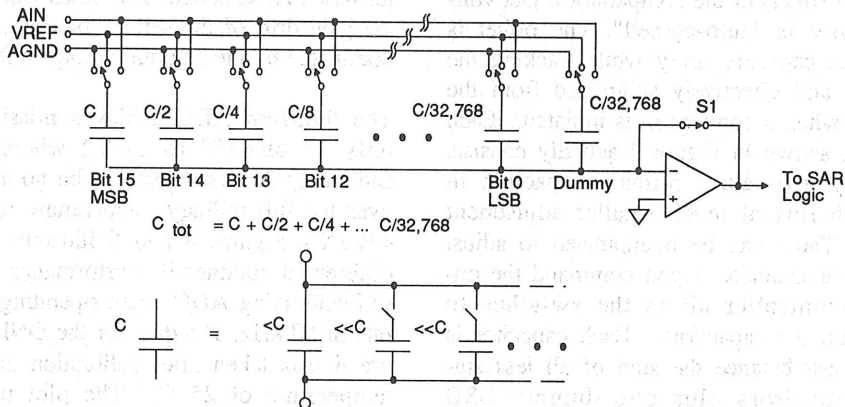 AIN
VREF
AGND
C
C/2
C/4
C/8
C/32,768
C/32,768
S1
Bit 15
MSB
Bit 14
Bit 13
Bit 12
Bit 0
LSB
Dummy
−
+
To SAR
Logic
C tot = C + C/2 + C/4 +... C/32,768
C
=
<C
<<C
<<C